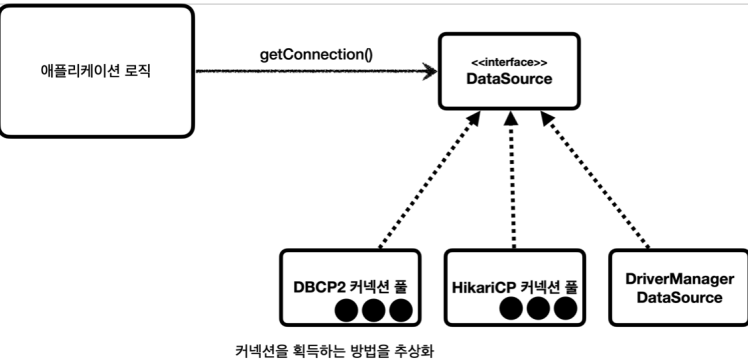 애플리케이션 로직
getConnection()
<<interface>>
DataSource
DBCP2 커넥션 풀
HikariCP 커넥션 풀
DriverManager
DataSource
커넥션을 획득하는 방법을 추상화